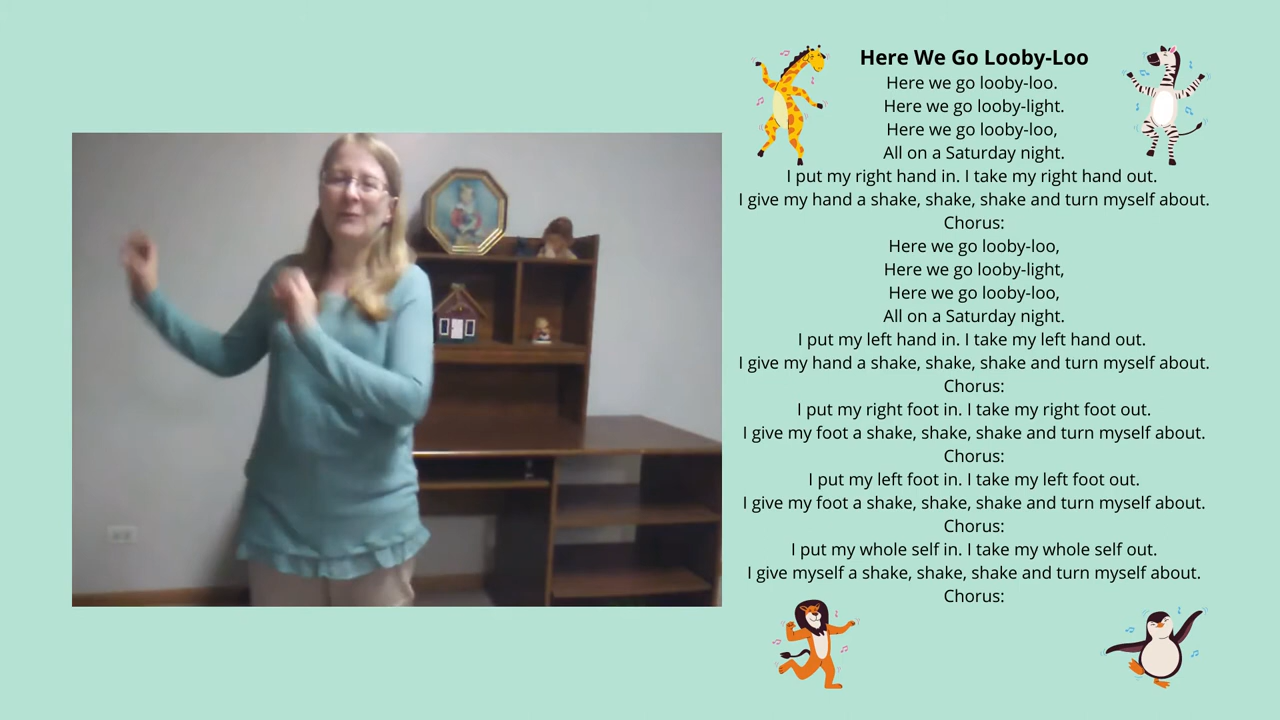 Here We Go Looby-Loo
Here we go looby-loo.
Here we go looby-light.
Here we go looby-loo,
All on a Saturday night.
I put my right hand in. I take my right hand out.
I give my hand a shake, shake, shake and turn myself about.
Chorus:
Here we go looby-loo,
Here we go looby-light,
Here we go looby-loo,
All on a Saturday night.
I put my left hand in. I take my left hand out.
I give my hand a shake, shake, shake and turn myself about.
Chorus:
I put my right foot in. I take my right foot out.
I give my foot a shake, shake, shake and turn myself about.
Chorus:
I put my left foot in. I take my left foot out.
I give my foot a shake, shake, shake and turn myself about.
Chorus:
I put my whole self in. I take my whole self out.
I give myself a shake, shake, shake and turn myself about.
Chorus: